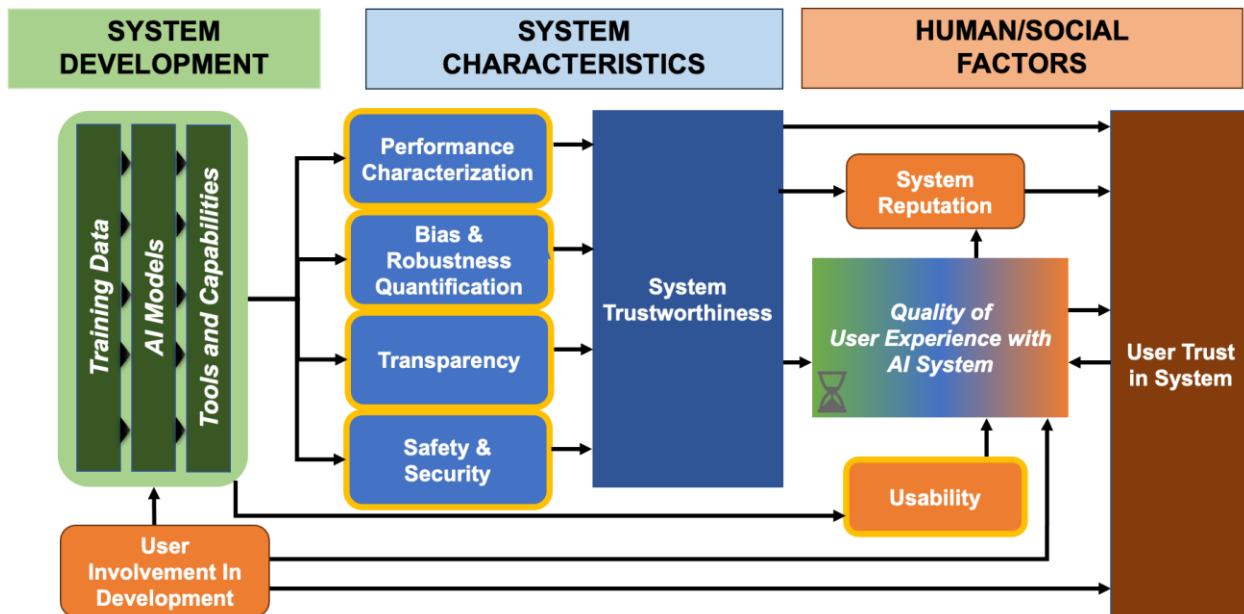 SYSTEM
DEVELOPMENT
SYSTEM
CHARACTERISTICS
HUMAN/SOCIAL
FACTORS
Training Data
AI Models
Tools and Capabilities
Performance
Characterization
Bias &
Robustness
Quantification
Transparency
Safety &
Security
System
Trustworthiness
System
Reputation
Quality of
User Experience with
AI System
Usability
User Trust
in System
User
Involvement In
Development